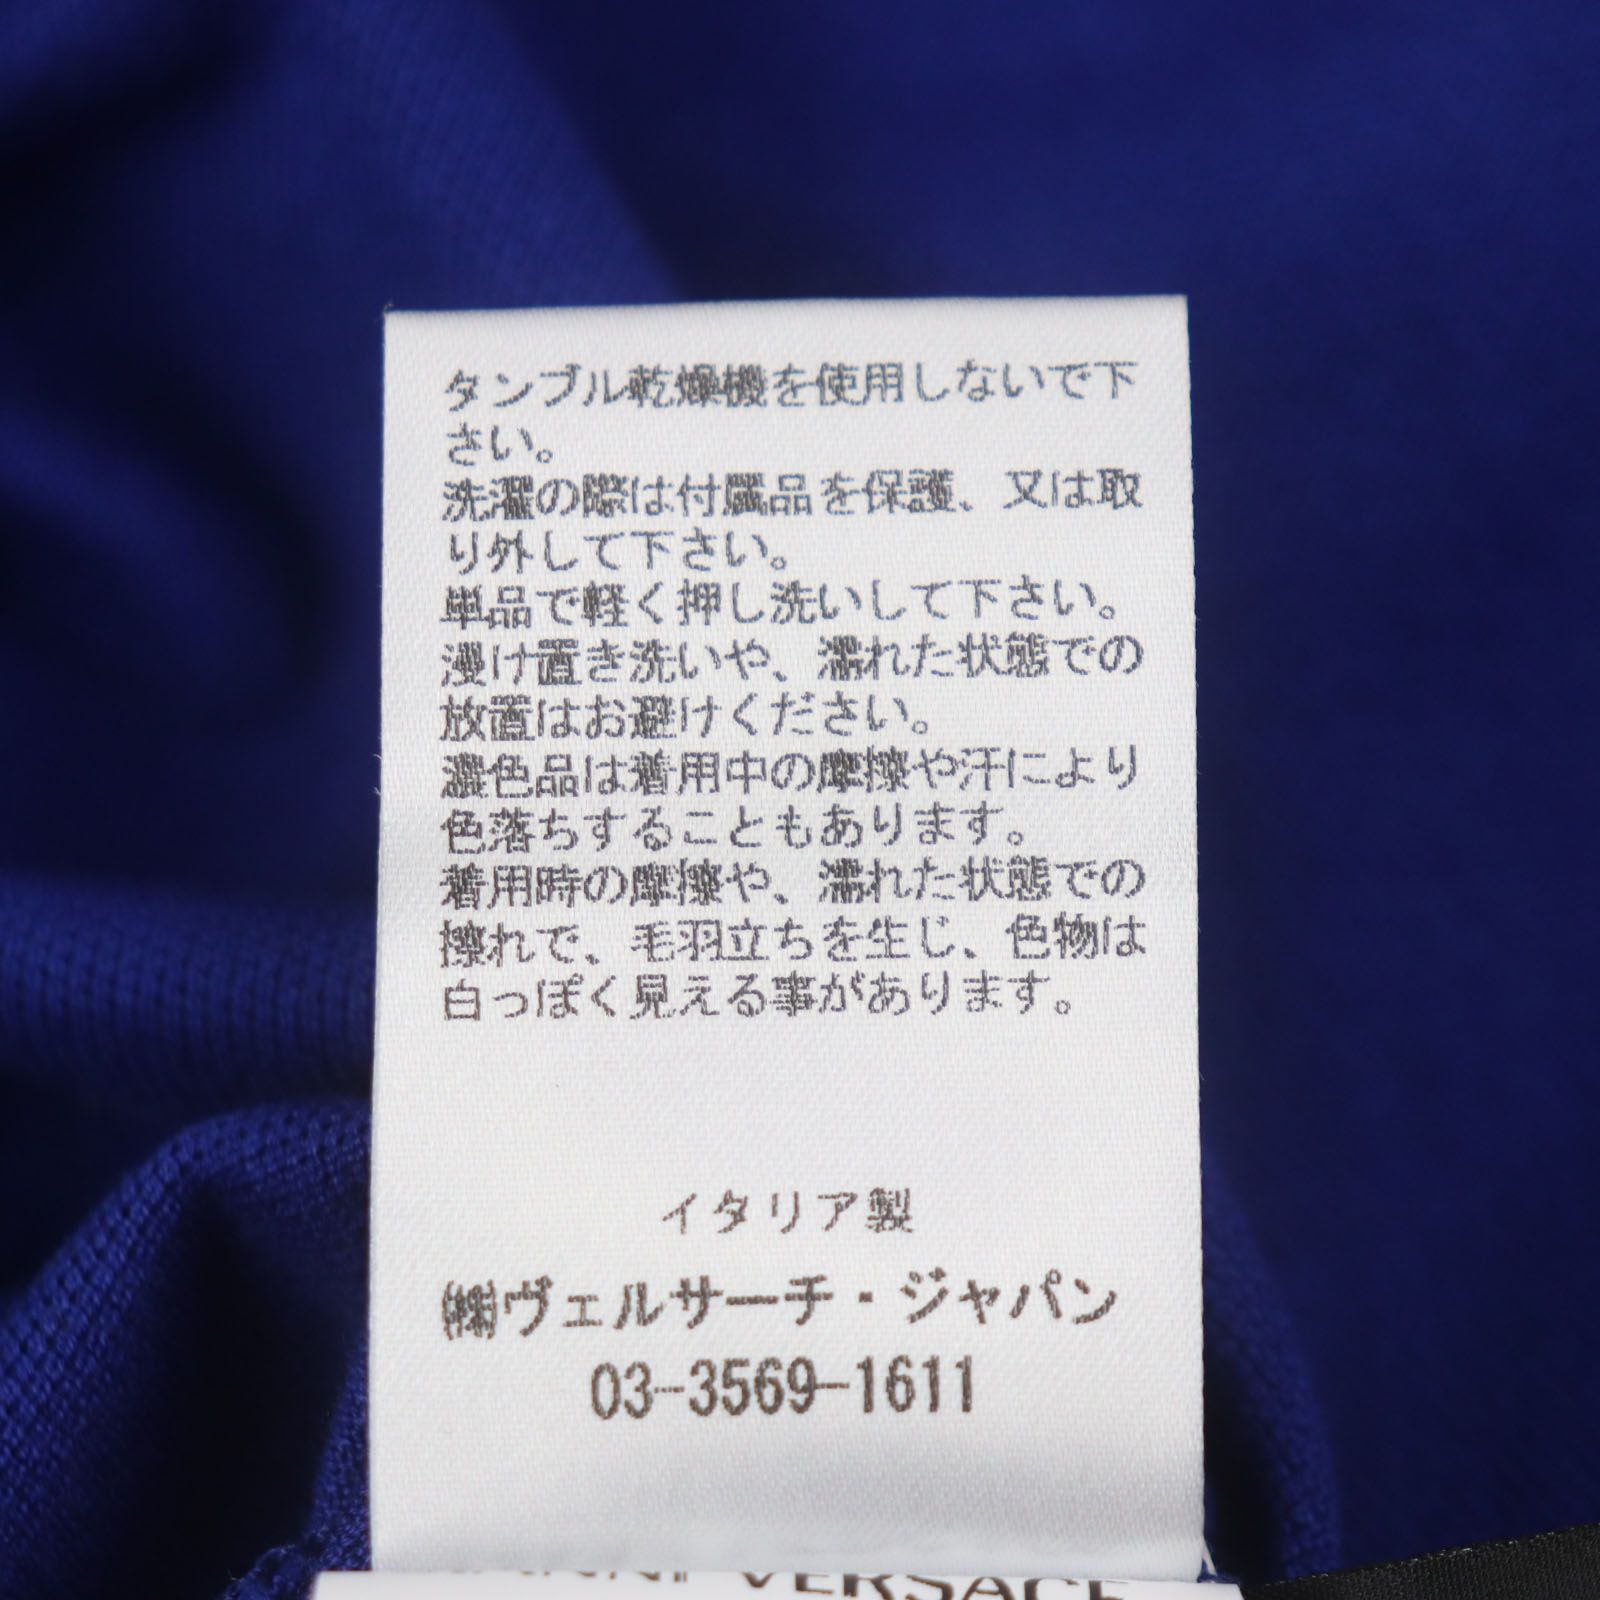 タンブル乾燥機を使用しないで下
さい。
洗濯の際は付属品を保護、又は取
り外して下さい。
単品で軽く押し洗いして下さい。
浸け置き洗いや、濡れた状態での
放置はお避けください。
濃色品は着用中の摩擦や汗により
色落ちすることもあります。
着用時の摩擦や、濡れた状態での
擦れで、毛羽立ちを生じ、色物は
白っぽく見える事があります。
イタリア製
㈱ヴェルサーチ・ジャパン
03-3569-1611
VERSACE